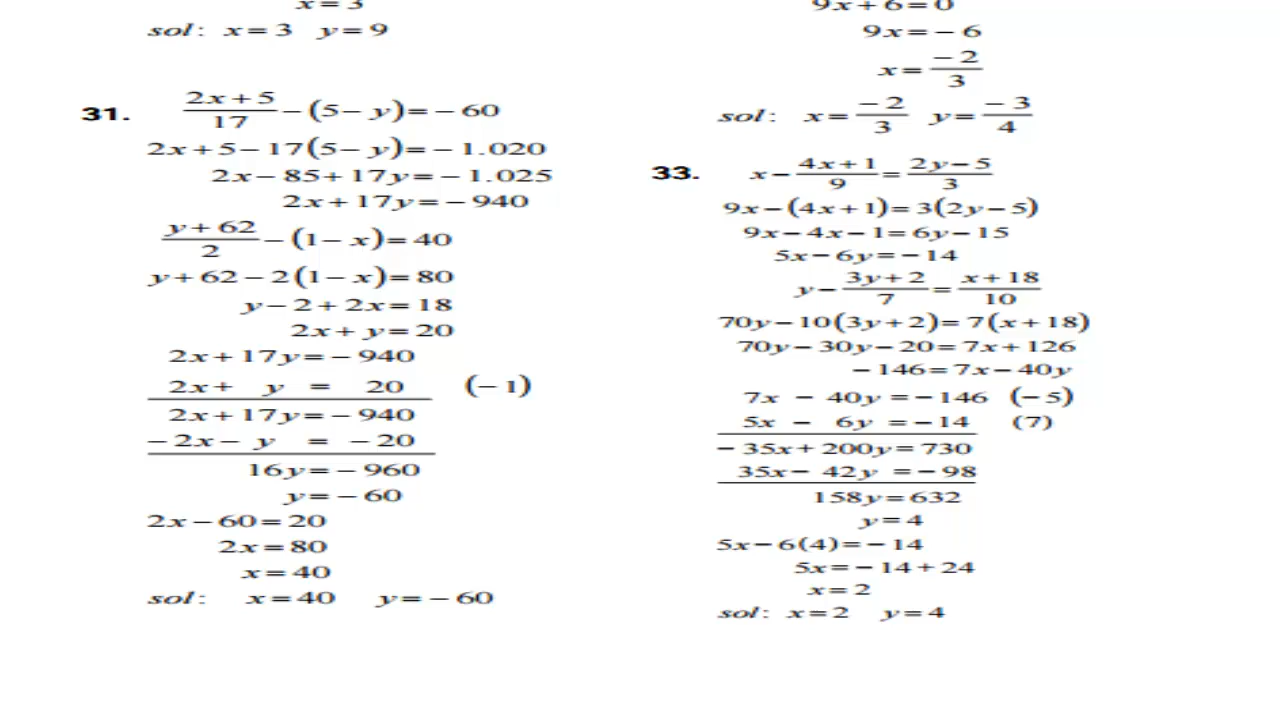 x = 3
sol: x = 3 y = 9
31. (2x + 5)/17 − (5 − y) = − 60
2x + 5 − 17(5 − y) = − 1.020
2x − 85 + 17y = − 1.025
2x + 17y = − 940
(y + 62)/2 − (1 − x) = 40
y + 62 − 2(1 − x) = 80
y − 2 + 2x = 18
2x + y = 20
2x + 17y = − 940
2x + y = 20 (− 1)
2x + 17y = − 940
− 2x − y = − 20
16y = − 960
y = − 60
2x − 60 = 20
2x = 80
x = 40
sol: x = 40 y = − 60
9x + 6 = 0
9x = − 6
x = − 2/3
sol: x = − 2/3 y = − 3/4
33. x − (4x + 1)/9 = (2y − 5)/3
9x − (4x + 1) = 3(2y − 5)
9x − 4x − 1 = 6y − 15
5x − 6y = − 14
y − (3y + 2)/7 = (x + 18)/10
70y − 10(3y + 2) = 7(x + 18)
70y − 30y − 20 = 7x + 126
− 146 = 7x − 40y
7x − 40y = − 146 (− 5)
5x − 6y = − 14 (7)
− 35x + 200y = 730
35x − 42y = − 98
158y = 632
y = 4
5x − 6(4) = − 14
5x = − 14 + 24
x = 2
sol: x = 2 y = 4